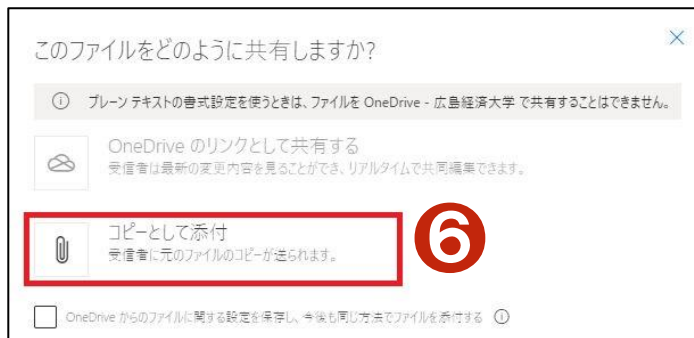 このファイルをどのように共有しますか?
プレーン テキストの書式設定を使うときは、ファイルを OneDrive - 広島経済大学 で共有することはできません。
OneDrive のリンクとして共有する
受信者は最新の変更内容を見ることができ、リアルタイムで共同編集できます。
コピーとして添付
受信者に元のファイルのコピーが送られます。
6
OneDrive からのファイルに関する設定を保存し、今後も同じ方法でファイルを添付する